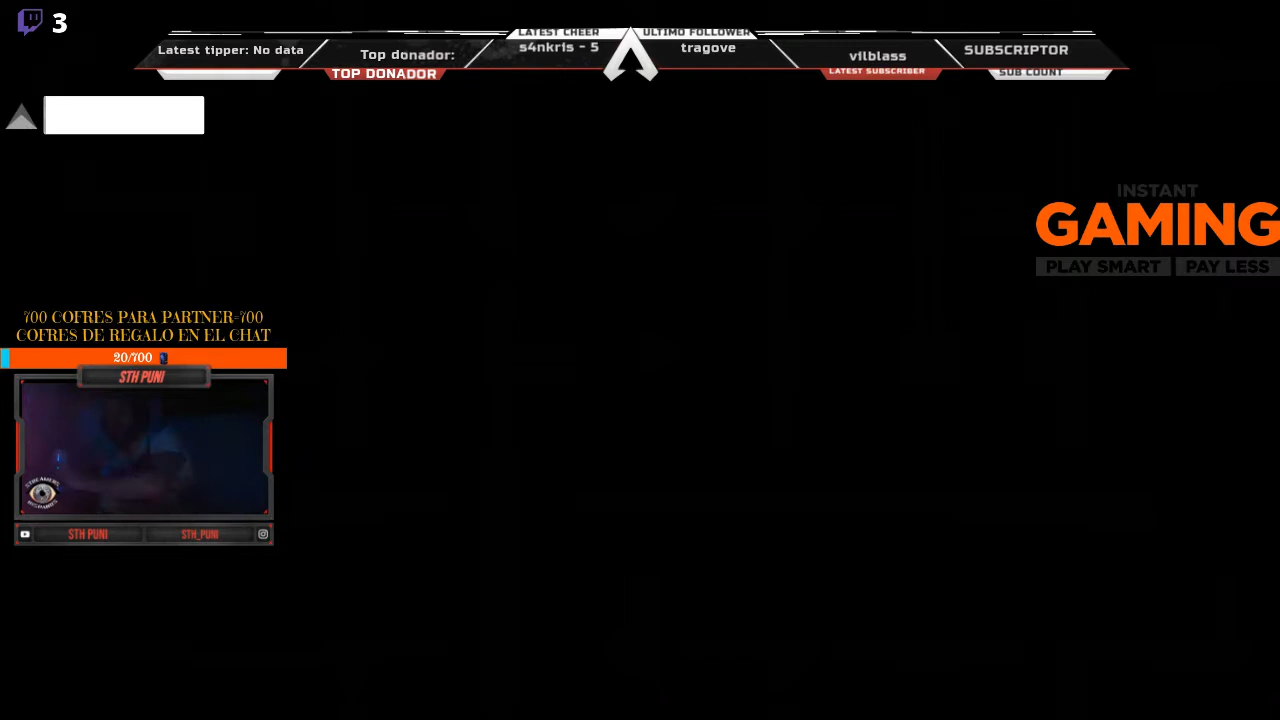 3
LATEST CHEER
ULTIMO FOLLOWER
Latest tipper: No data
Top donador:
s4nkris - 5
tragove
vilblass
SUBSCRIPTOR
TOP DONADOR
LATEST SUBSCRIBER
SUB COUNT
INSTANT
GAMING
PLAY SMART
PAY LESS
700 COFRES PARA PARTNER=700
COFRES DE REGALO EN EL CHAT
20/700
STH PUNI
STH PUNI
STH_PUNI